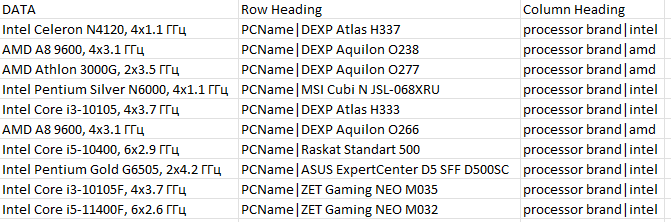 DATA Row Heading Column Heading
Intel Celeron N4120, 4x1.1 ГГц PCName|DEXP Atlas H337 processor brand|intel
AMD A8 9600, 4x3.1 ГГц PCName|DEXP Aquilon O238 processor brand|amd
AMD Athlon 3000G, 2x3.5 ГГц PCName|DEXP Aquilon O277 processor brand|amd
Intel Pentium Silver N6000, 4x1.1 ГГц PCName|MSI Cubi N JSL-068XRU processor brand|intel
Intel Core i3-10105, 4x3.7 ГГц PCName|DEXP Atlas H333 processor brand|intel
AMD A8 9600, 4x3.1 ГГц PCName|DEXP Aquilon O266 processor brand|amd
Intel Core i5-10400, 6x2.9 ГГц PCName|Raskat Standart 500 processor brand|intel
Intel Pentium Gold G6505, 2x4.2 ГГц PCName|ASUS ExpertCenter D5 SFF D500SC processor brand|intel
Intel Core i3-10105F, 4x3.7 ГГц PCName|ZET Gaming NEO M035 processor brand|intel
Intel Core i5-11400F, 6x2.6 ГГц PCName|ZET Gaming NEO M032 processor brand|intel